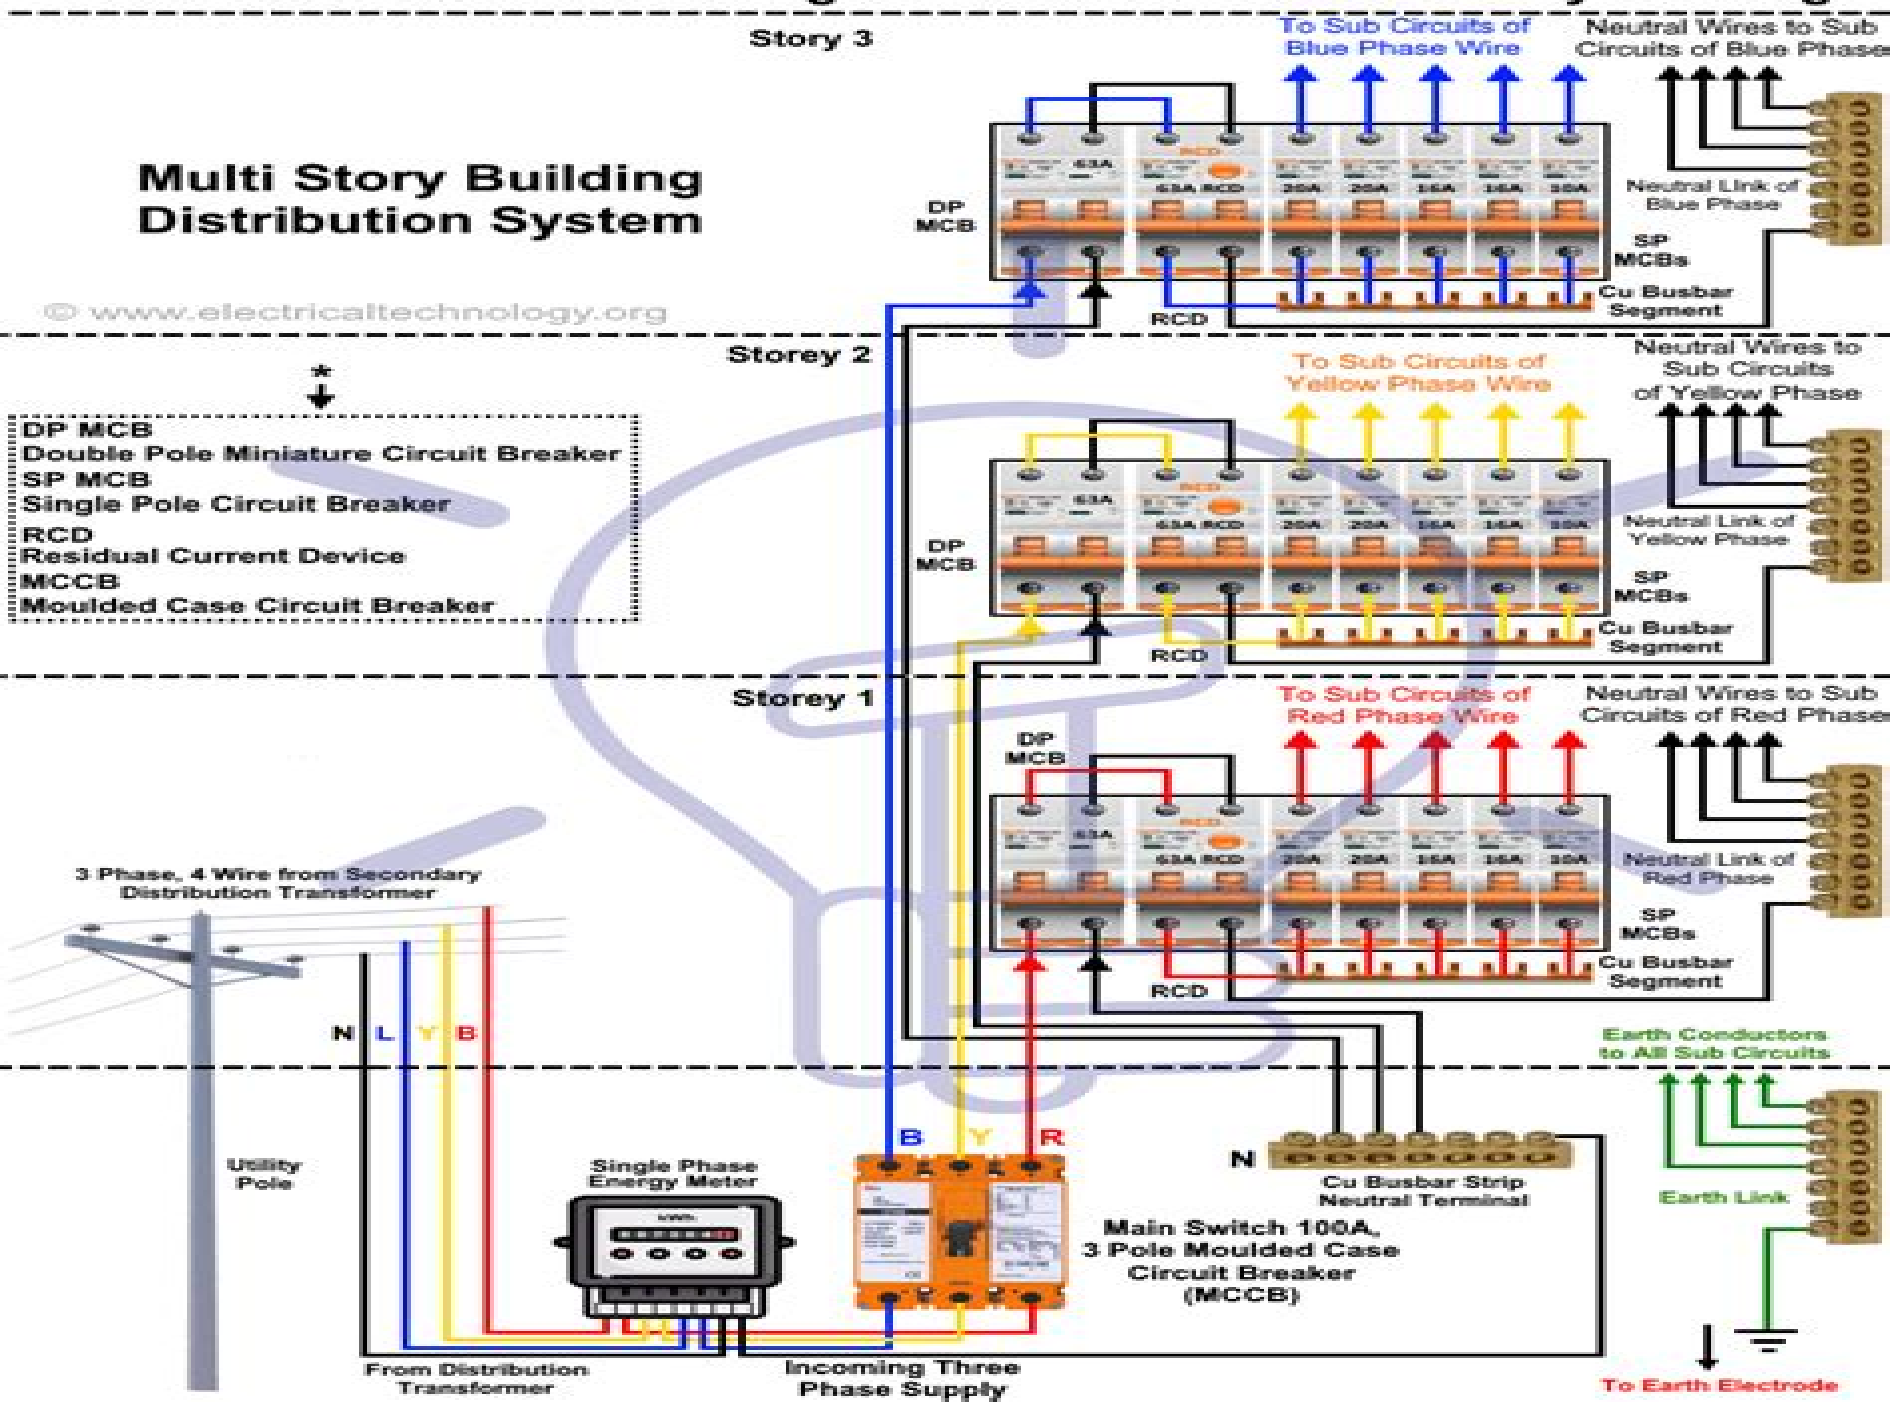 Story 3
To Sub Circuits of
Blue Phase Wire
Neutral Wires to Sub
Circuits of Blue Phase
Multi Story Building
Distribution System
© www.electricaltechnology.org
DP
MCB
63A
RCD
63A RCD
20A
20A
16A
16A
10A
Neutral Link of
Blue Phase
SP
MCBs
Cu Busbar
Segment
RCD
Storey 2
To Sub Circuits of
Yellow Phase Wire
Neutral Wires to
Sub Circuits
of Yellow Phase
*
DP MCB
Double Pole Miniature Circuit Breaker
SP MCB
Single Pole Circuit Breaker
RCD
Residual Current Device
MCCB
Moulded Case Circuit Breaker
DP
MCB
63A
RCD
63A RCD
20A
20A
16A
16A
10A
Neutral Link of
Yellow Phase
SP
MCBs
Cu Busbar
Segment
RCD
Storey 1
To Sub Circuits of
Red Phase Wire
Neutral Wires to Sub
Circuits of Red Phase
DP
MCB
63A
RCD
63A RCD
20A
20A
16A
16A
10A
Neutral Link of
Red Phase
SP
MCBs
Cu Busbar
Segment
RCD
3 Phase, 4 Wire from Secondary
Distribution Transformer
N L Y B
Earth Conductors
to All Sub Circuits
Utility
Pole
Single Phase
Energy Meter
kWh
B Y R
N
Cu Busbar Strip
Neutral Terminal
Earth Link
Main Switch 100A,
3 Pole Moulded Case
Circuit Breaker
(MCCB)
From Distribution
Transformer
Incoming Three
Phase Supply
To Earth Electrode